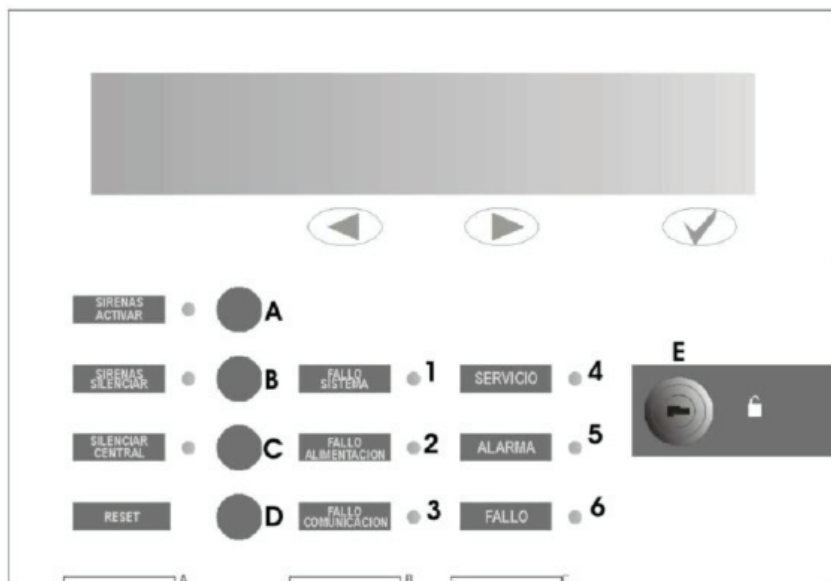 SIRENAS
ACTIVAR
A
SIRENAS
SILENCIAR
B
FALLO
SISTEMA
1
SERVICIO
4
E
SILENCIAR
CENTRAL
C
FALLO
ALIMENTACION
2
ALARMA
5
RESET
D
FALLO
COMUNICACION
3
FALLO
6
A
B
C